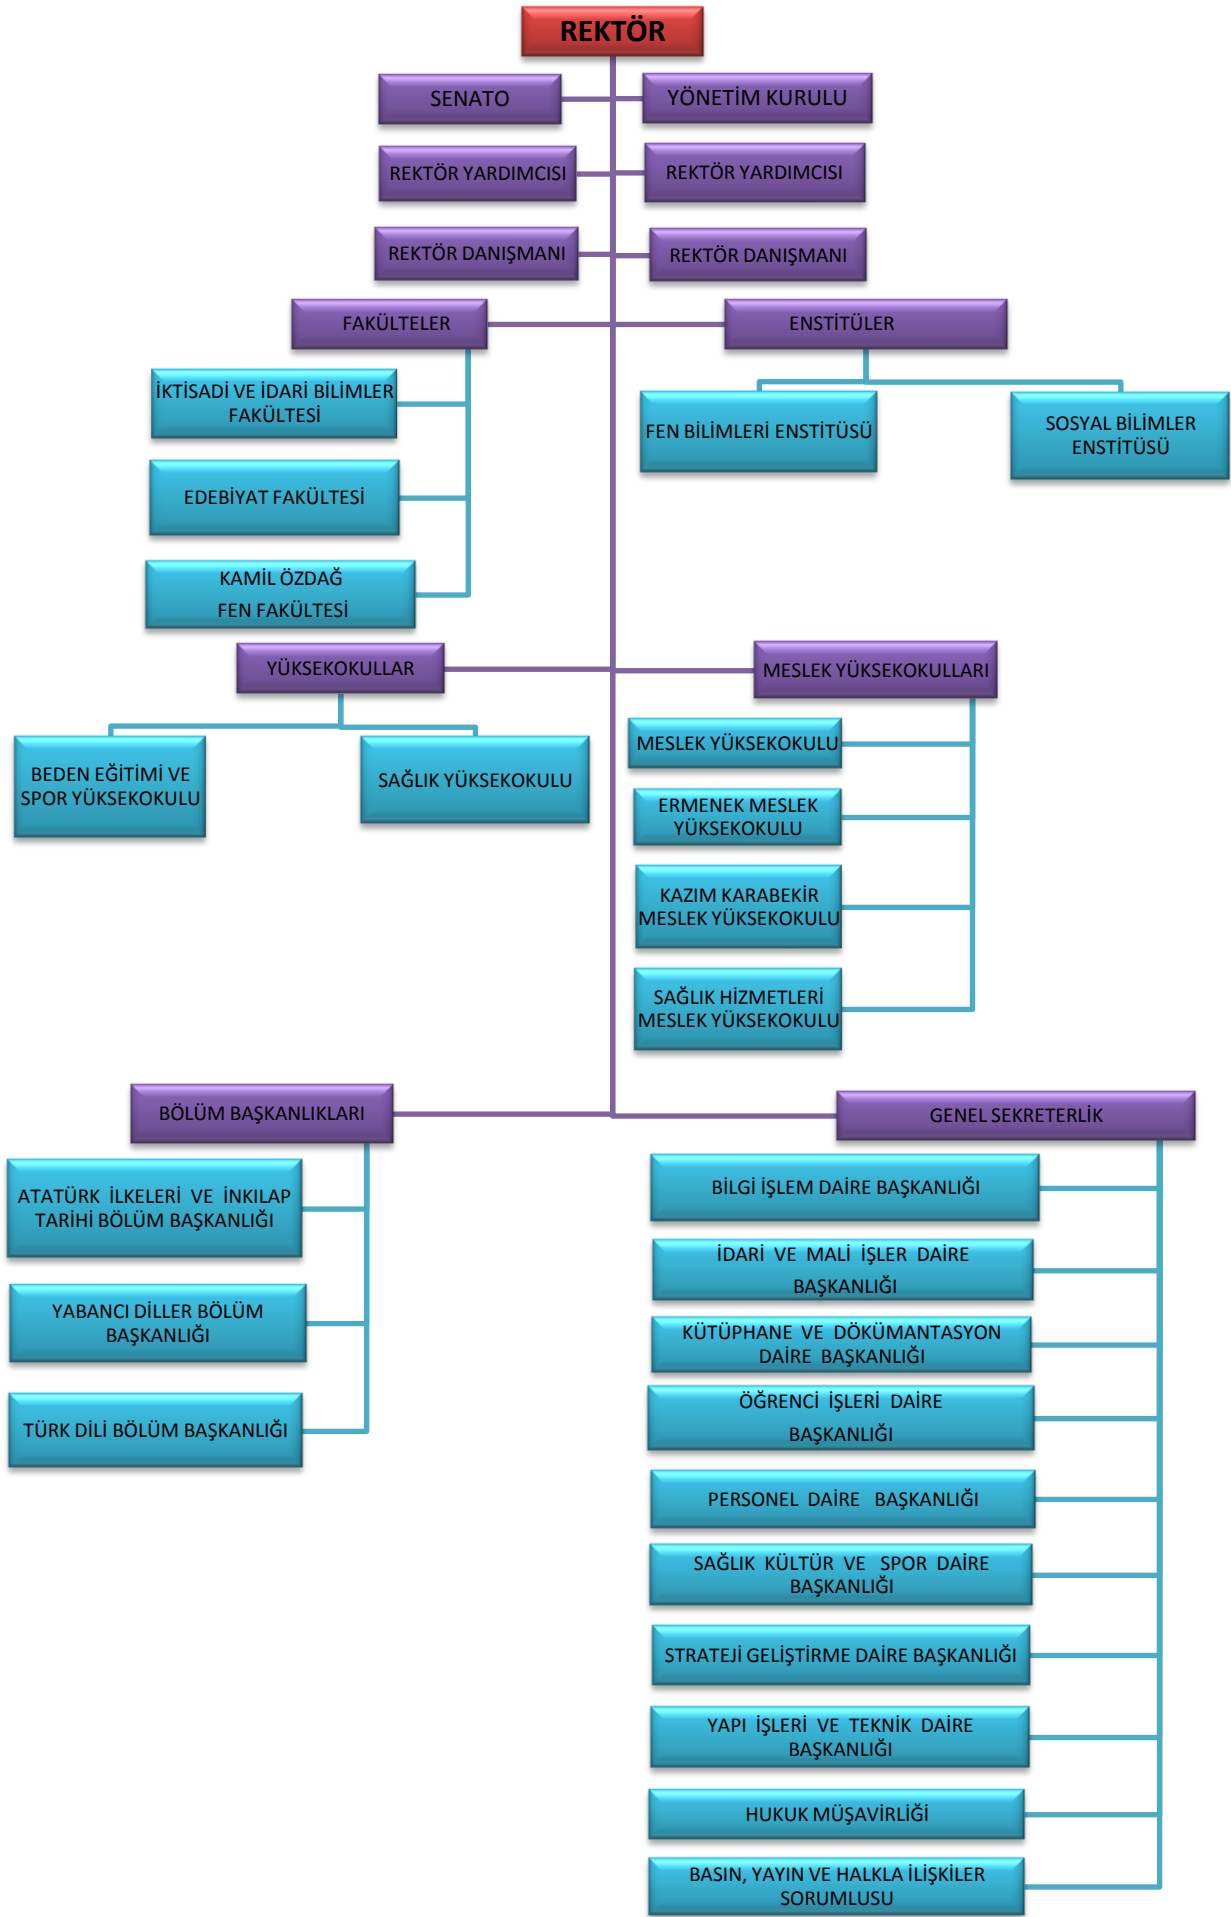 REKTÖR
SENATO
YÖNETİM KURULU
REKTÖR YARDIMCISI
REKTÖR YARDIMCISI
REKTÖR DANIŞMANI
REKTÖR DANIŞMANI
FAKÜLTELER
ENSTİTÜLER
İKTİSADİ VE İDARİ BİLİMLER
FAKÜLTESİ
EDEBİYAT FAKÜLTESİ
KAMİL ÖZDAĞ
FEN FAKÜLTESİ
FEN BİLİMLERİ ENSTİTÜSÜ
SOSYAL BİLİMLER
ENSTİTÜSÜ
YÜKSEKOKULLAR
MESLEK YÜKSEKOKULLARI
BEDEN EĞİTİMİ VE
SPOR YÜKSEKOKULU
SAĞLIK YÜKSEKOKULU
MESLEK YÜKSEKOKULU
ERMENEK MESLEK
YÜKSEKOKULU
KAZIM KARABEKİR
MESLEK YÜKSEKOKULU
SAĞLIK HİZMETLERİ
MESLEK YÜKSEKOKULU
BÖLÜM BAŞKANLIKLARI
GENEL SEKRETERLİK
ATATÜRK İLKELERİ VE İNKILAP
TARİHİ BÖLÜM BAŞKANLIĞI
YABANCI DİLLER BÖLÜM
BAŞKANLIĞI
TÜRK DİLİ BÖLÜM BAŞKANLIĞI
BİLGİ İŞLEM DAİRE BAŞKANLIĞI
İDARİ VE MALİ İŞLER DAİRE
BAŞKANLIĞI
KÜTÜPHANE VE DÖKÜMANTASYON
DAİRE BAŞKANLIĞI
ÖĞRENCİ İŞLERİ DAİRE
BAŞKANLIĞI
PERSONEL DAİRE BAŞKANLIĞI
SAĞLIK KÜLTÜR VE SPOR DAİRE
BAŞKANLIĞI
STRATEJİ GELİŞTİRME DAİRE BAŞKANLIĞI
YAPI İŞLERİ VE TEKNİK DAİRE
BAŞKANLIĞI
HUKUK MÜŞAVİRLİĞİ
BASIN, YAYIN VE HALKLA İLİŞKİLER
SORUMLUSU